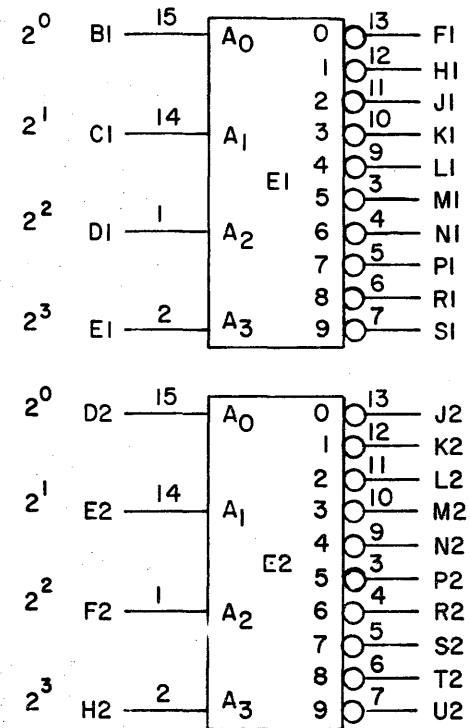 2⁰ B1 15 A₀ 0 13 F1
1 12 H1
2 11 J1
2¹ C1 14 A₁ 3 10 K1
4 9 L1
E1
5 3 M1
2² D1 1 A₂ 6 4 N1
7 5 P1
8 6 R1
2³ E1 2 A₃ 9 7 S1
2⁰ D2 15 A₀ 0 13 J2
1 12 K2
2 11 L2
2¹ E2 14 A₁ 3 10 M2
4 9 N2
E2
5 3 P2
2² F2 1 A₂ 6 4 R2
7 5 S2
8 6 T2
2³ H2 2 A₃ 9 7 U2